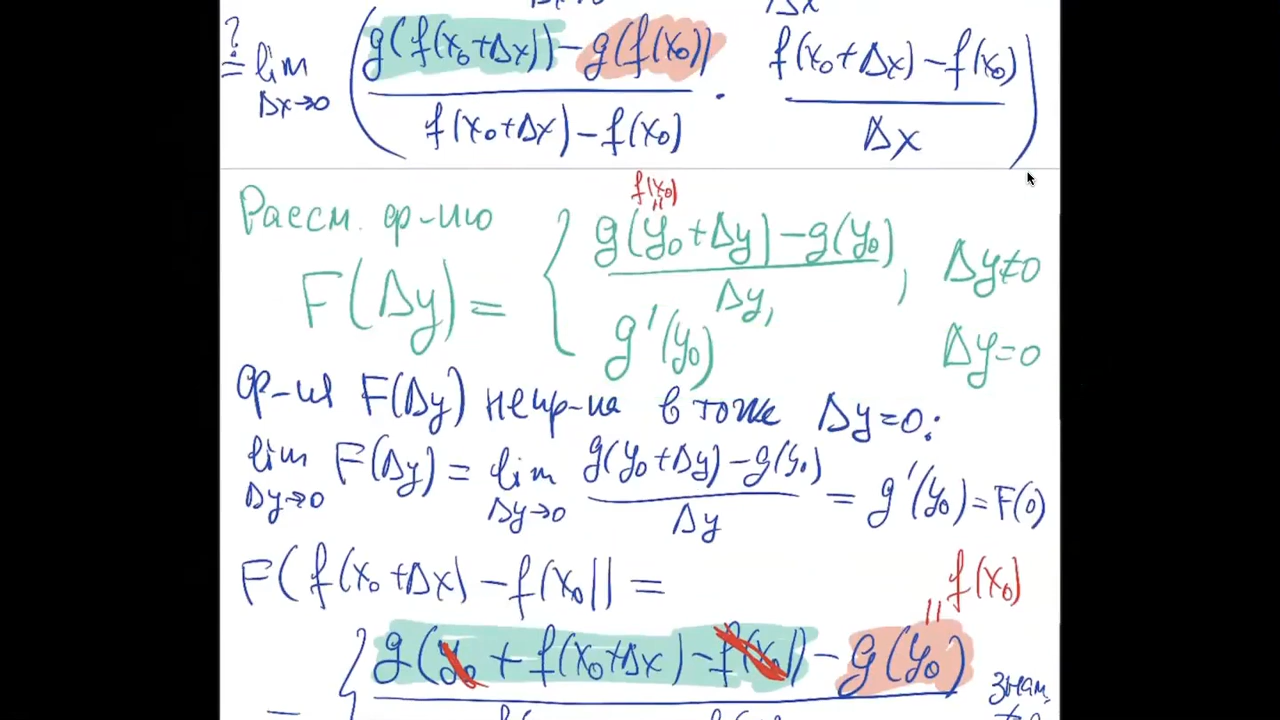 Δx
? = lim Δx→0 ( g(f(x₀+Δx)) − g(f(x₀)) / f(x₀+Δx) − f(x₀) · f(x₀+Δx) − f(x₀) / Δx )
f(x₀)
Рассм. ф-ию
F(Δy) = { g(y₀+Δy) − g(y₀) / Δy, Δy≠0
g'(y₀) Δy=0
Ф-ия F(Δy) непр-на в точке Δy=0:
lim Δy→0 F(Δy) = lim Δy→0 g(y₀+Δy) − g(y₀) / Δy = g'(y₀) = F(0)
F(f(x₀+Δx) − f(x₀)) =
f(x₀)
= { g(y₀ + f(x₀+Δx) − f(x₀)) − g(y₀)
знам.